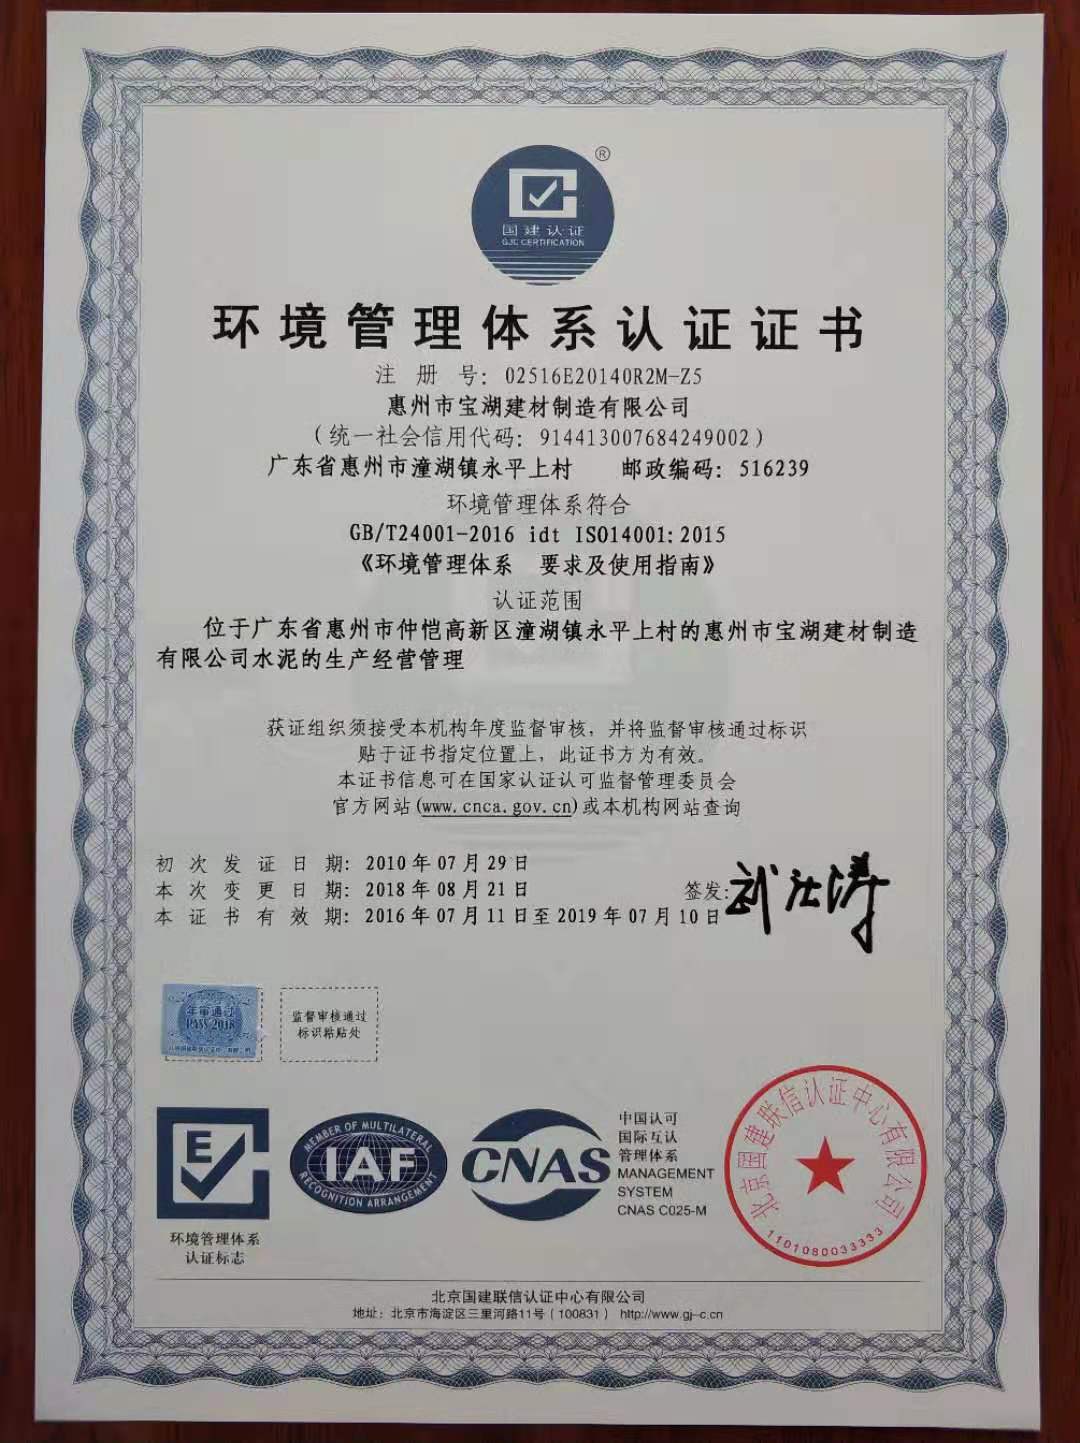 ®
国建认证
GJC CERTIFICATION
环境管理体系认证证书
注 册 号：02516E20140R2M-Z5
惠州市宝湖建材制造有限公司
（统一社会信用代码：914413007684249002）
广东省惠州市潼湖镇永平上村 邮政编码：516239
环境管理体系符合
GB/T24001-2016 idt ISO14001:2015
《环境管理体系 要求及使用指南》
认证范围
位于广东省惠州市仲恺高新区潼湖镇永平上村的惠州市宝湖建材制造
有限公司水泥的生产经营管理
获证组织须接受本机构年度监督审核，并将监督审核通过标识
贴于证书指定位置上，此证书方为有效。
本证书信息可在国家认证认可监督管理委员会
官方网站(www.cnca.gov.cn)或本机构网站查询
初次发证日期：2010年07月29日
本次变更日期：2018年08月21日
签发：
本证书有效期：2016年07月11日至2019年07月10日
年审通过
PASS 2018
监督审核通过
标识粘贴处
E
环境管理体系
认证标志
MEMBER OF MULTILATERAL
IAF
RECOGNITION ARRANGEMENT
CNAS
中国认可
国际互认
管理体系
MANAGEMENT
SYSTEM
CNAS C025-M
北京国建联信认证中心有限公司
1101080033333
北京国建联信认证中心有限公司
地址：北京市海淀区三里河路11号（100831） http://www.gj-c.cn